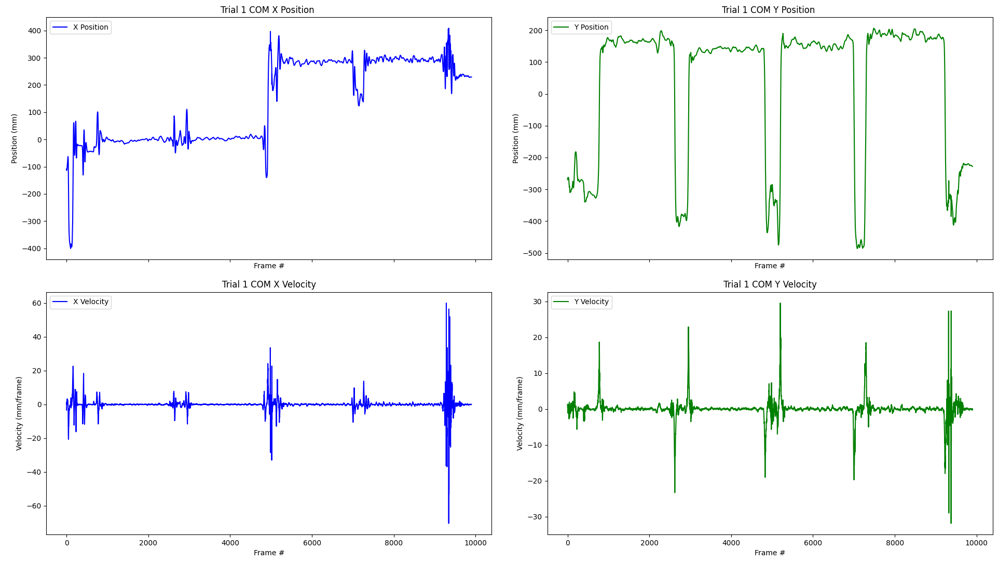 Trial 1 COM X Position
X Position
Position (mm)
400
300
200
100
0
−100
−200
−300
−400
Frame #
Trial 1 COM Y Position
Y Position
Position (mm)
200
100
0
−100
−200
−300
−400
−500
Frame #
Trial 1 COM X Velocity
X Velocity
Velocity (mm/frame)
60
40
20
0
−20
−40
−60
0 2000 4000 6000 8000 10000
Frame #
Trial 1 COM Y Velocity
Y Velocity
Velocity (mm/frame)
30
20
10
0
−10
−20
−30
0 2000 4000 6000 8000 10000
Frame #